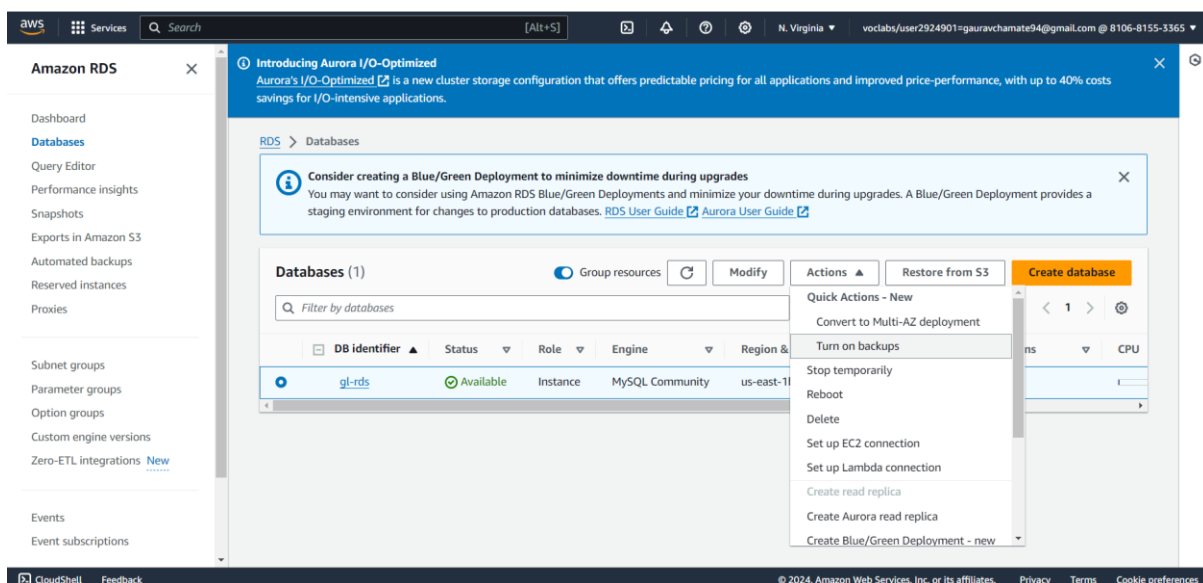 aws Services Search [Alt+S] N. Virginia ▼ voclabs/user2924901=gauravchamate94@gmail.com @ 8106-8155-3365 ▼
Amazon RDS
Dashboard
Databases
Query Editor
Performance insights
Snapshots
Exports in Amazon S3
Automated backups
Reserved instances
Proxies
Subnet groups
Parameter groups
Option groups
Custom engine versions
Zero-ETL integrations New
Events
Event subscriptions
Introducing Aurora I/O-Optimized
Aurora's I/O-Optimized is a new cluster storage configuration that offers predictable pricing for all applications and improved price-performance, with up to 40% costs
savings for I/O-intensive applications.
RDS > Databases
Consider creating a Blue/Green Deployment to minimize downtime during upgrades
You may want to consider using Amazon RDS Blue/Green Deployments and minimize your downtime during upgrades. A Blue/Green Deployment provides a
staging environment for changes to production databases. RDS User Guide Aurora User Guide
Databases (1) Group resources Modify Actions ▲ Restore from S3 Create database
Filter by databases < 1 >
DB identifier ▲ Status Role Engine Region & ns CPU
gl-rds Available Instance MySQL Community us-east-1
Quick Actions - New
Convert to Multi-AZ deployment
Turn on backups
Stop temporarily
Reboot
Delete
Set up EC2 connection
Set up Lambda connection
Create read replica
Create Aurora read replica
Create Blue/Green Deployment - new
CloudShell Feedback © 2024, Amazon Web Services, Inc. or its affiliates. Privacy Terms Cookie preferences